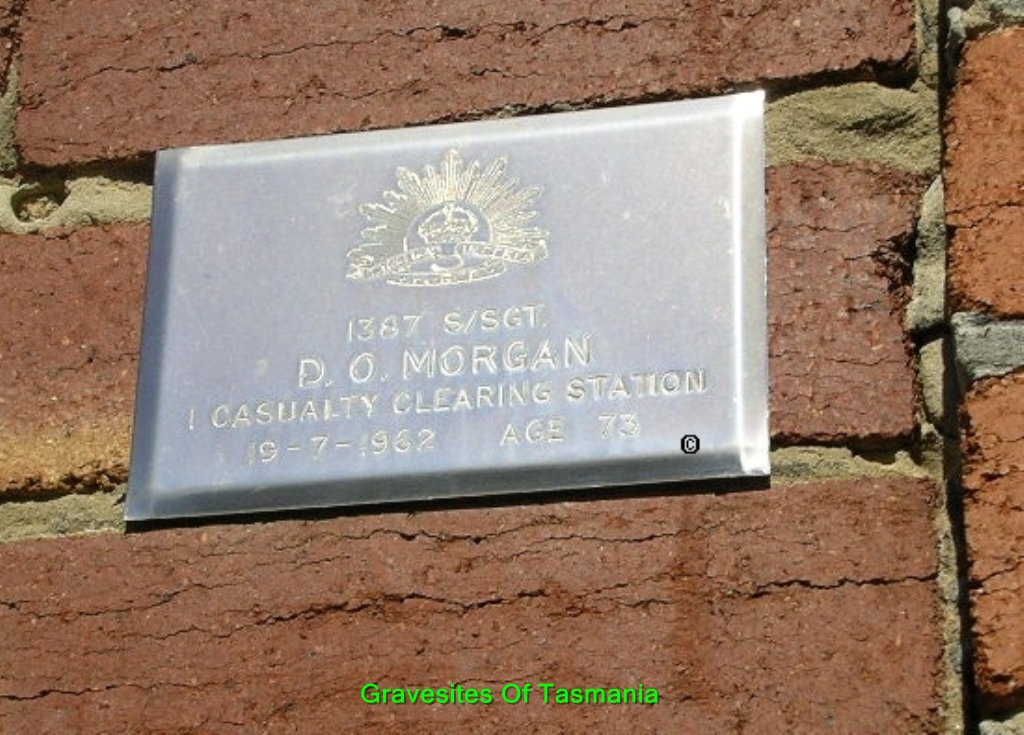 1387 S/SGT.
D. O. MORGAN
1 CASUALTY CLEARING STATION
19-7-1962 AGE 73
©
Gravesites Of Tasmania